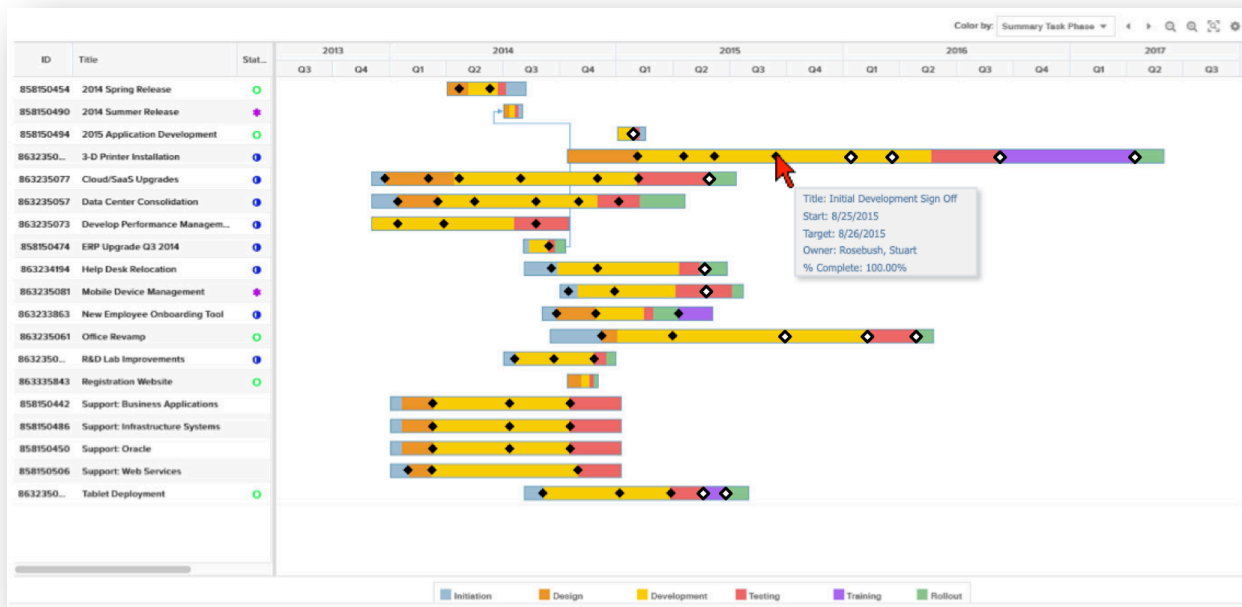 Color by: Summary Task Phase
2013 2014 2015 2016 2017
ID Title Stat...
Q3 Q4 Q1 Q2 Q3 Q4 Q1 Q2 Q3 Q4 Q1 Q2 Q3 Q4 Q1 Q2 Q3
858150454 2014 Spring Release
858150490 2014 Summer Release
858150494 2015 Application Development
8632350... 3-D Printer Installation
863235077 Cloud/SaaS Upgrades
863235057 Data Center Consolidation
Title: Initial Development Sign Off
Start: 8/25/2015
Target: 8/26/2015
Owner: Rosebush, Stuart
% Complete: 100.00%
863235073 Develop Performance Managem...
858150474 ERP Upgrade Q3 2014
863234194 Help Desk Relocation
863235081 Mobile Device Management
863233863 New Employee Onboarding Tool
863235061 Office Revamp
8632350... R&D Lab Improvements
863335843 Registration Website
858150442 Support: Business Applications
858150486 Support: Infrastructure Systems
858150450 Support: Oracle
858150506 Support: Web Services
8632350... Tablet Deployment
Initiation Design Development Testing Training Rollout